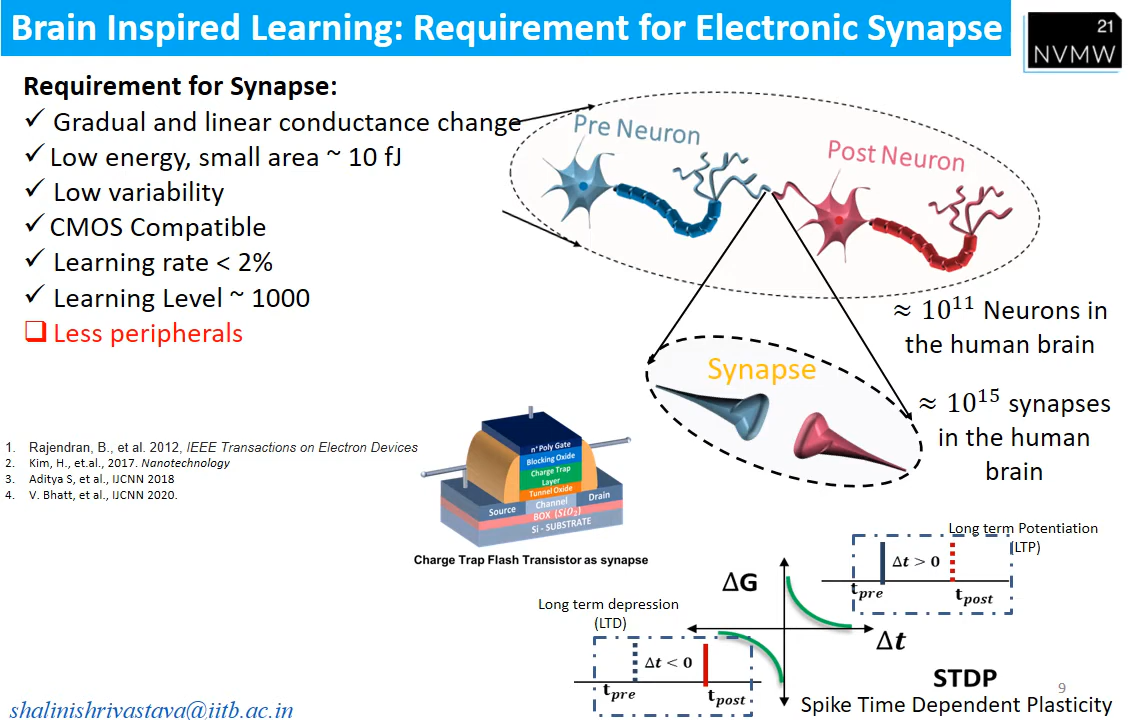 Brain Inspired Learning: Requirement for Electronic Synapse
21
NVMW
Requirement for Synapse:
✓ Gradual and linear conductance change
✓ Low energy, small area ~ 10 fJ
✓ Low variability
✓ CMOS Compatible
✓ Learning rate < 2%
✓ Learning Level ~ 1000
❑ Less peripherals
Pre Neuron
Post Neuron
≈ 10¹¹ Neurons in
the human brain
Synapse
≈ 10¹⁵ synapses
in the human
brain
1. Rajendran, B., et al. 2012, IEEE Transactions on Electron Devices
2. Kim, H., et.al., 2017. Nanotechnology
3. Aditya S, et al., IJCNN 2018
4. V. Bhatt, et al., IJCNN 2020.
n⁺Poly Gate
Blocking Oxide
Charge Trap
Layer
Tunnel Oxide
Source
Channel
Drain
BOX (SiO₂)
Si - SUBSTRATE
Charge Trap Flash Transistor as synapse
Long term Potentiation
(LTP)
Δt > 0
t_pre
t_post
ΔG
Δt
Long term depression
(LTD)
Δt < 0
t_pre
t_post
STDP
Spike Time Dependent Plasticity
9
shalinishrivastava@iitb.ac.in